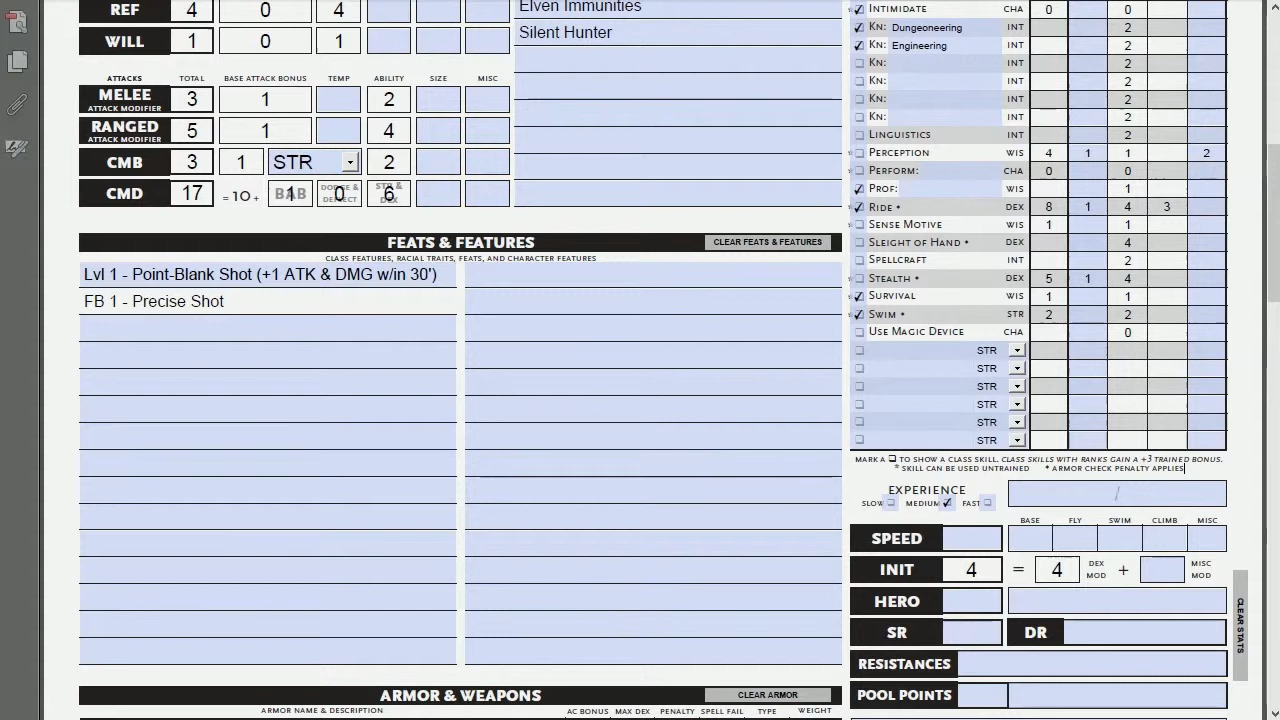 REF 4 0 4
WILL 1 0 1
Elven Immunities
Silent Hunter
ATTACKS TOTAL BASE ATTACK BONUS TEMP ABILITY SIZE MISC
MELEE ATTACK MODIFIER 3 1 2
RANGED ATTACK MODIFIER 5 1 4
CMB 3 1 STR 2
CMD 17 = 10 + BAB 1 DODGE & DEFLECT 0 STR & DEX 6
FEATS & FEATURES CLEAR FEATS & FEATURES
CLASS FEATURES, RACIAL TRAITS, FEATS, AND CHARACTER FEATURES
Lvl 1 - Point-Blank Shot (+1 ATK & DMG w/in 30')
FB 1 - Precise Shot
ARMOR & WEAPONS CLEAR ARMOR
ARMOR NAME & DESCRIPTION AC BONUS MAX DEX PENALTY SPELL FAIL TYPE WEIGHT
INTIMIDATE CHA 0 0
KN: Dungeoneering INT 2
KN: Engineering INT 2
KN: INT 2
KN: INT 2
KN: INT 2
KN: INT 2
LINGUISTICS INT 2
PERCEPTION WIS 4 1 1 2
PERFORM: CHA 0 0
PROF: WIS 1
RIDE * DEX 8 1 4 3
SENSE MOTIVE WIS 1 1
SLEIGHT OF HAND * DEX 4
SPELLCRAFT INT 2
STEALTH * DEX 5 1 4
SURVIVAL WIS 1 1
SWIM * STR 2 2
USE MAGIC DEVICE CHA 0
STR
STR
STR
STR
STR
STR
MARK A ❏ TO SHOW A CLASS SKILL. CLASS SKILLS WITH RANKS GAIN A +3 TRAINED BONUS.
* SKILL CAN BE USED UNTRAINED * ARMOR CHECK PENALTY APPLIES
EXPERIENCE /
SLOW MEDIUM FAST
BASE FLY SWIM CLIMB MISC
SPEED
INIT 4 = 4 DEX MOD + MISC MOD
HERO
SR DR
RESISTANCES
POOL POINTS
CLEAR STATS